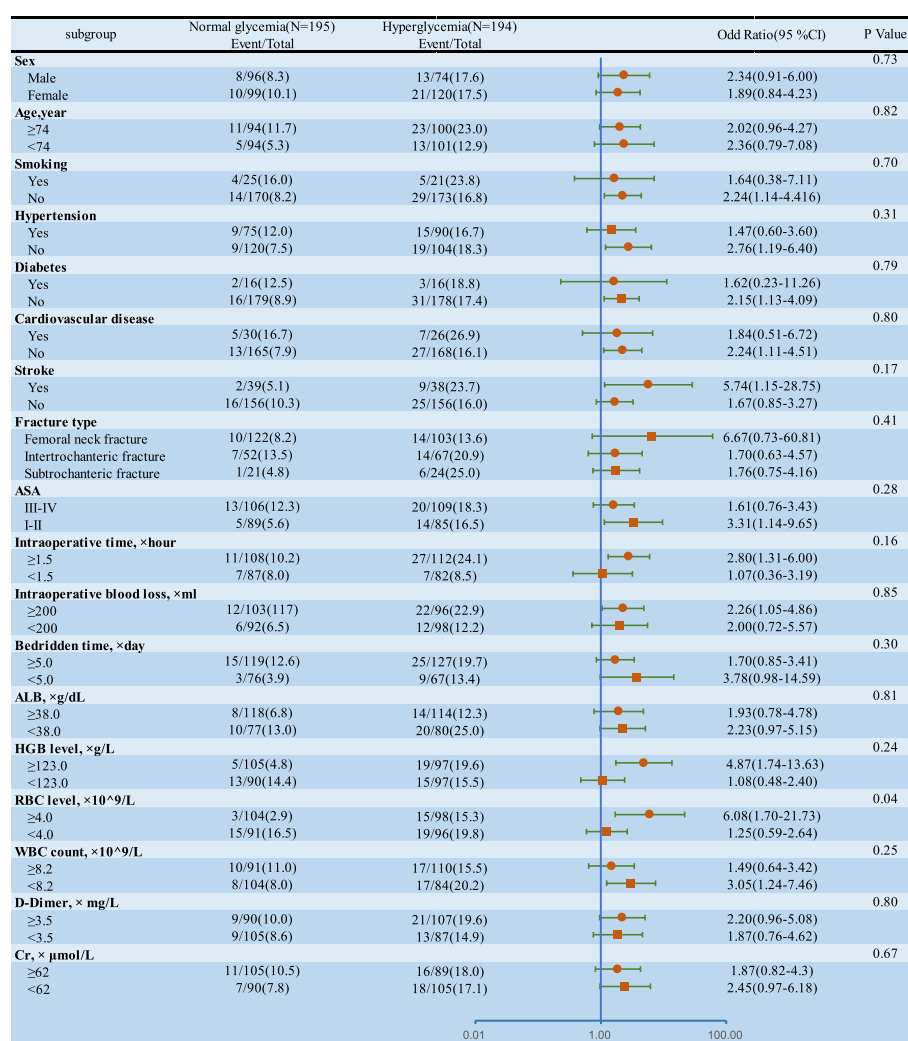 subgroup Normal glycemia(N=195) Event/Total Hyperglycemia(N=194) Event/Total Odd Ratio(95 %CI) P Value
Sex 0.73
Male 8/96(8.3) 13/74(17.6) 2.34(0.91-6.00)
Female 10/99(10.1) 21/120(17.5) 1.89(0.84-4.23)
Age,year 0.82
≥74 11/94(11.7) 23/100(23.0) 2.02(0.96-4.27)
<74 5/94(5.3) 13/101(12.9) 2.36(0.79-7.08)
Smoking 0.70
Yes 4/25(16.0) 5/21(23.8) 1.64(0.38-7.11)
No 14/170(8.2) 29/173(16.8) 2.24(1.14-4.416)
Hypertension 0.31
Yes 9/75(12.0) 15/90(16.7) 1.47(0.60-3.60)
No 9/120(7.5) 19/104(18.3) 2.76(1.19-6.40)
Diabetes 0.79
Yes 2/16(12.5) 3/16(18.8) 1.62(0.23-11.26)
No 16/179(8.9) 31/178(17.4) 2.15(1.13-4.09)
Cardiovascular disease 0.80
Yes 5/30(16.7) 7/26(26.9) 1.84(0.51-6.72)
No 13/165(7.9) 27/168(16.1) 2.24(1.11-4.51)
Stroke 0.17
Yes 2/39(5.1) 9/38(23.7) 5.74(1.15-28.75)
No 16/156(10.3) 25/156(16.0) 1.67(0.85-3.27)
Fracture type 0.41
Femoral neck fracture 10/122(8.2) 14/103(13.6) 6.67(0.73-60.81)
Intertrochanteric fracture 7/52(13.5) 14/67(20.9) 1.70(0.63-4.57)
Subtrochanteric fracture 1/21(4.8) 6/24(25.0) 1.76(0.75-4.16)
ASA 0.28
III-IV 13/106(12.3) 20/109(18.3) 1.61(0.76-3.43)
I-II 5/89(5.6) 14/85(16.5) 3.31(1.14-9.65)
Intraoperative time, ×hour 0.16
≥1.5 11/108(10.2) 27/112(24.1) 2.80(1.31-6.00)
<1.5 7/87(8.0) 7/82(8.5) 1.07(0.36-3.19)
Intraoperative blood loss, ×ml 0.85
≥200 12/103(117) 22/96(22.9) 2.26(1.05-4.86)
<200 6/92(6.5) 12/98(12.2) 2.00(0.72-5.57)
Bedridden time, ×day 0.30
≥5.0 15/119(12.6) 25/127(19.7) 1.70(0.85-3.41)
<5.0 3/76(3.9) 9/67(13.4) 3.78(0.98-14.59)
ALB, ×g/dL 0.81
≥38.0 8/118(6.8) 14/114(12.3) 1.93(0.78-4.78)
<38.0 10/77(13.0) 20/80(25.0) 2.23(0.97-5.15)
HGB level, ×g/L 0.24
≥123.0 5/105(4.8) 19/97(19.6) 4.87(1.74-13.63)
<123.0 13/90(14.4) 15/97(15.5) 1.08(0.48-2.40)
RBC level, ×10^9/L 0.04
≥4.0 3/104(2.9) 15/98(15.3) 6.08(1.70-21.73)
<4.0 15/91(16.5) 19/96(19.8) 1.25(0.59-2.64)
WBC count, ×10^9/L 0.25
≥8.2 10/91(11.0) 17/110(15.5) 1.49(0.64-3.42)
<8.2 8/104(8.0) 17/84(20.2) 3.05(1.24-7.46)
D-Dimer, × mg/L 0.80
≥3.5 9/90(10.0) 21/107(19.6) 2.20(0.96-5.08)
<3.5 9/105(8.6) 13/87(14.9) 1.87(0.76-4.62)
Cr, × μmol/L 0.67
≥62 11/105(10.5) 16/89(18.0) 1.87(0.82-4.3)
<62 7/90(7.8) 18/105(17.1) 2.45(0.97-6.18)
0.01 1.00 100.00